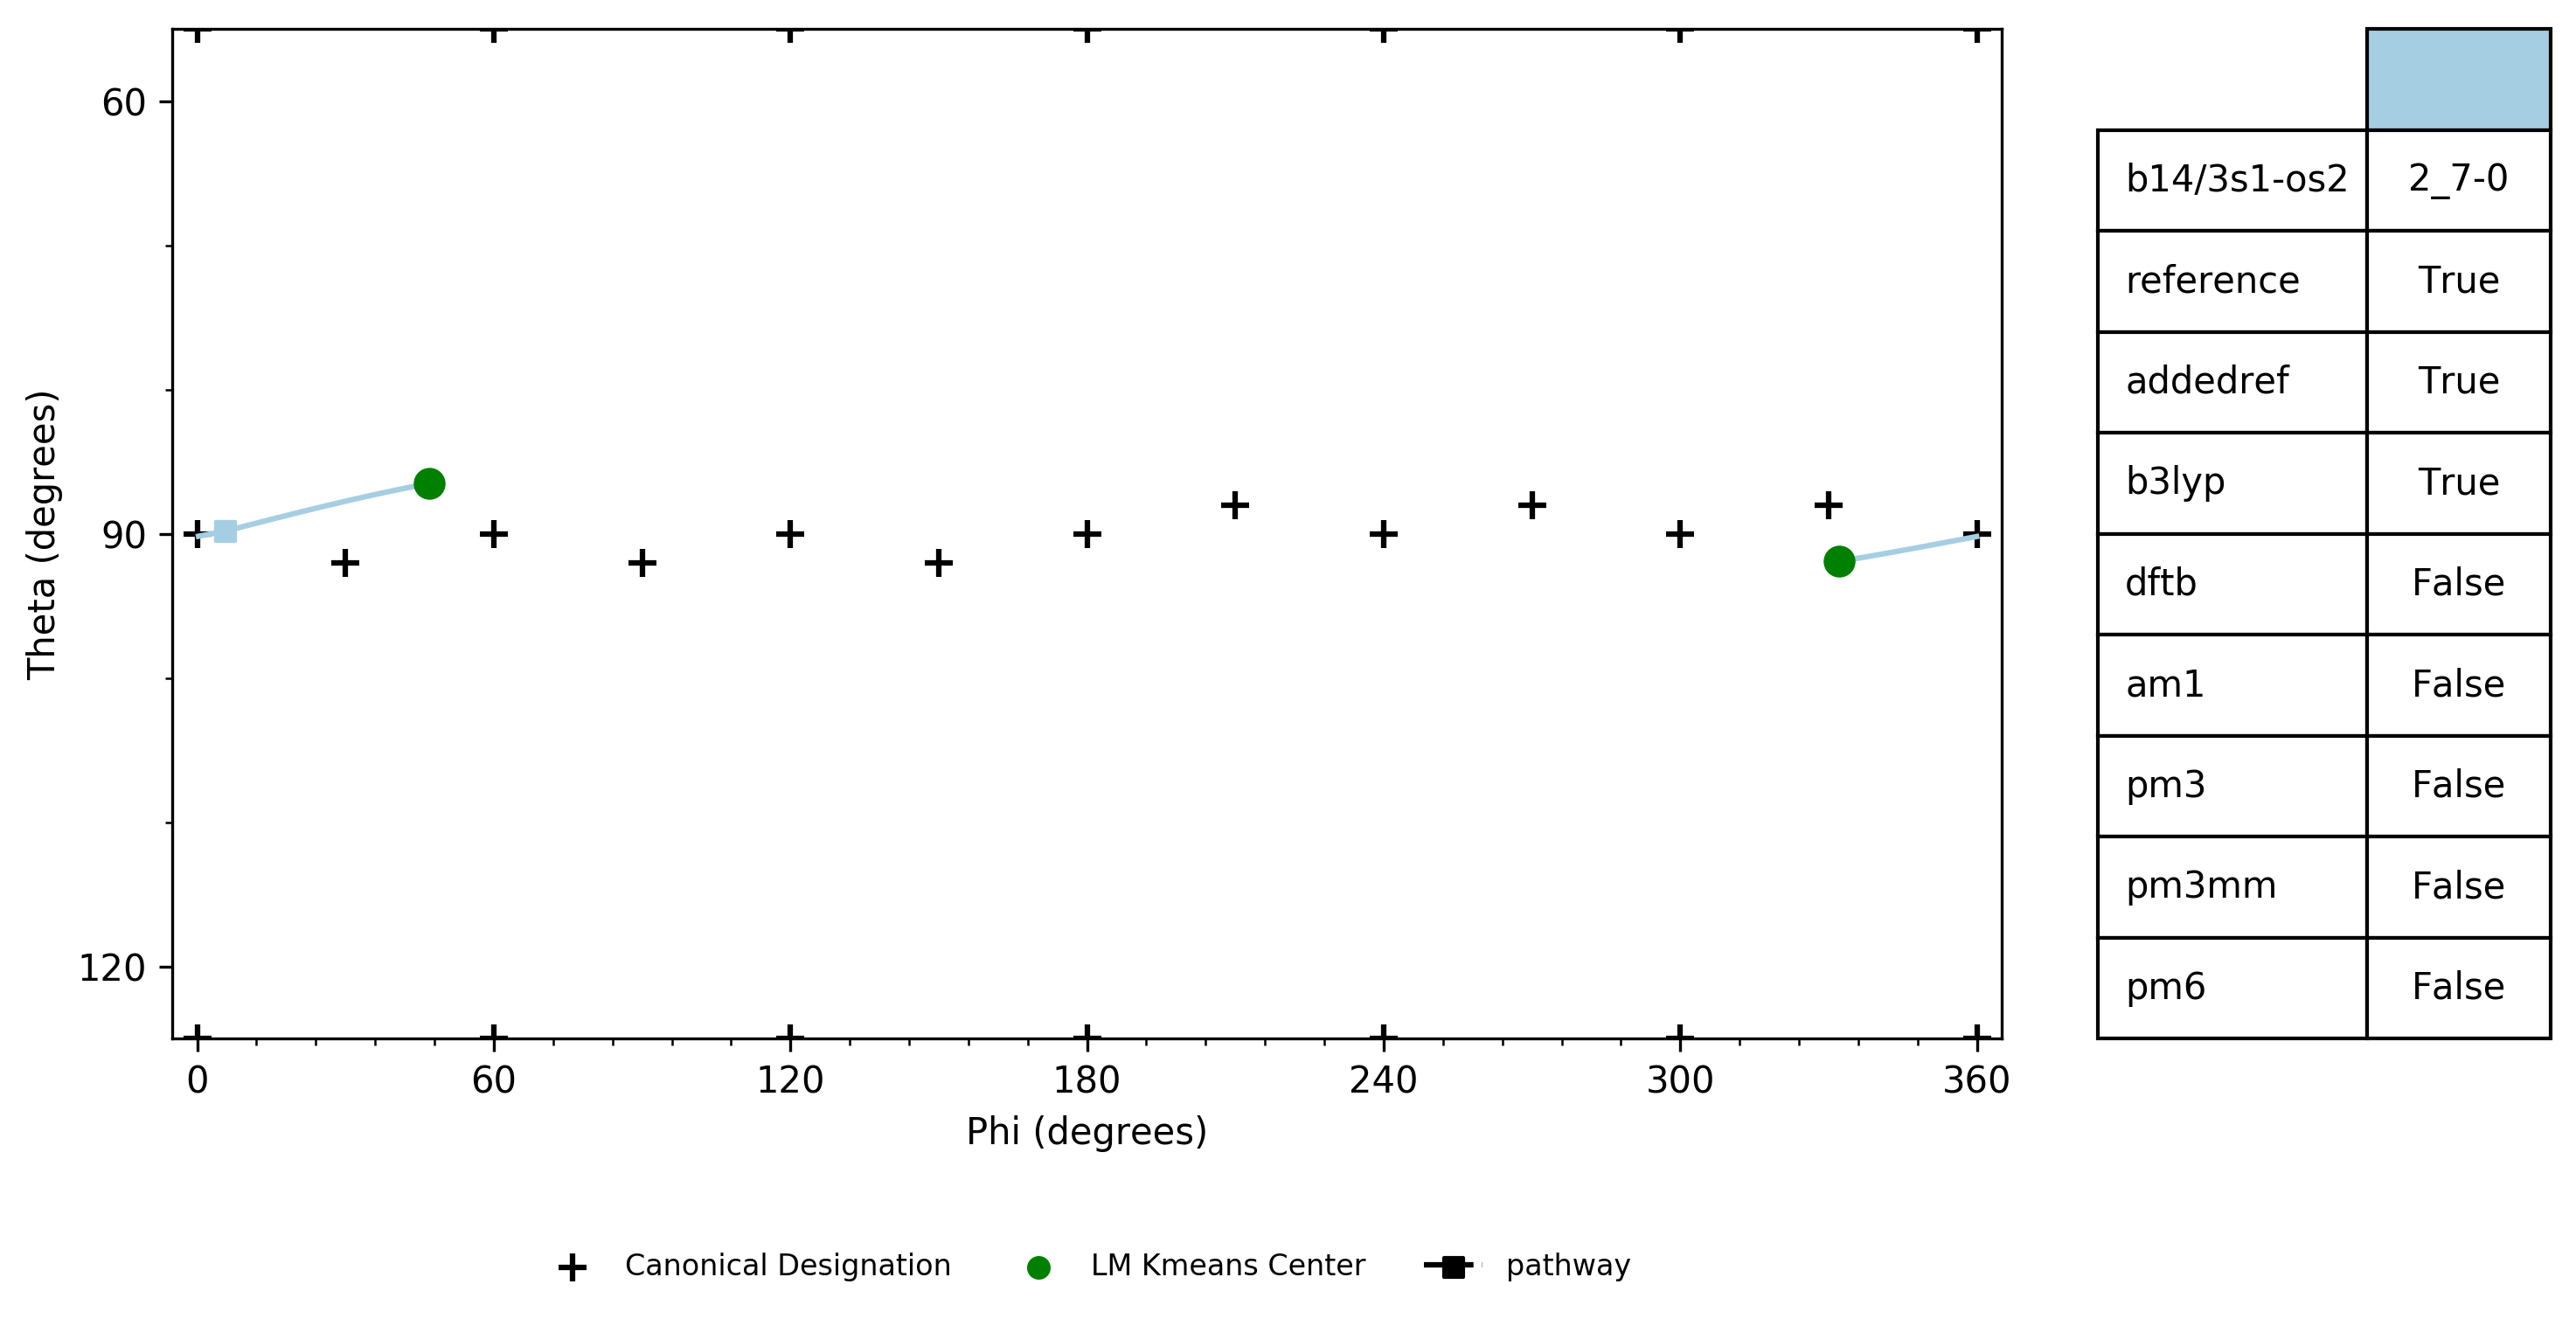 60
90
120
Theta (degrees)
0 60 120 180 240 300 360
Phi (degrees)
Canonical Designation LM Kmeans Center pathway
b14/3s1-os2 2_7-0
reference True
addedref True
b3lyp True
dftb False
am1 False
pm3 False
pm3mm False
pm6 False